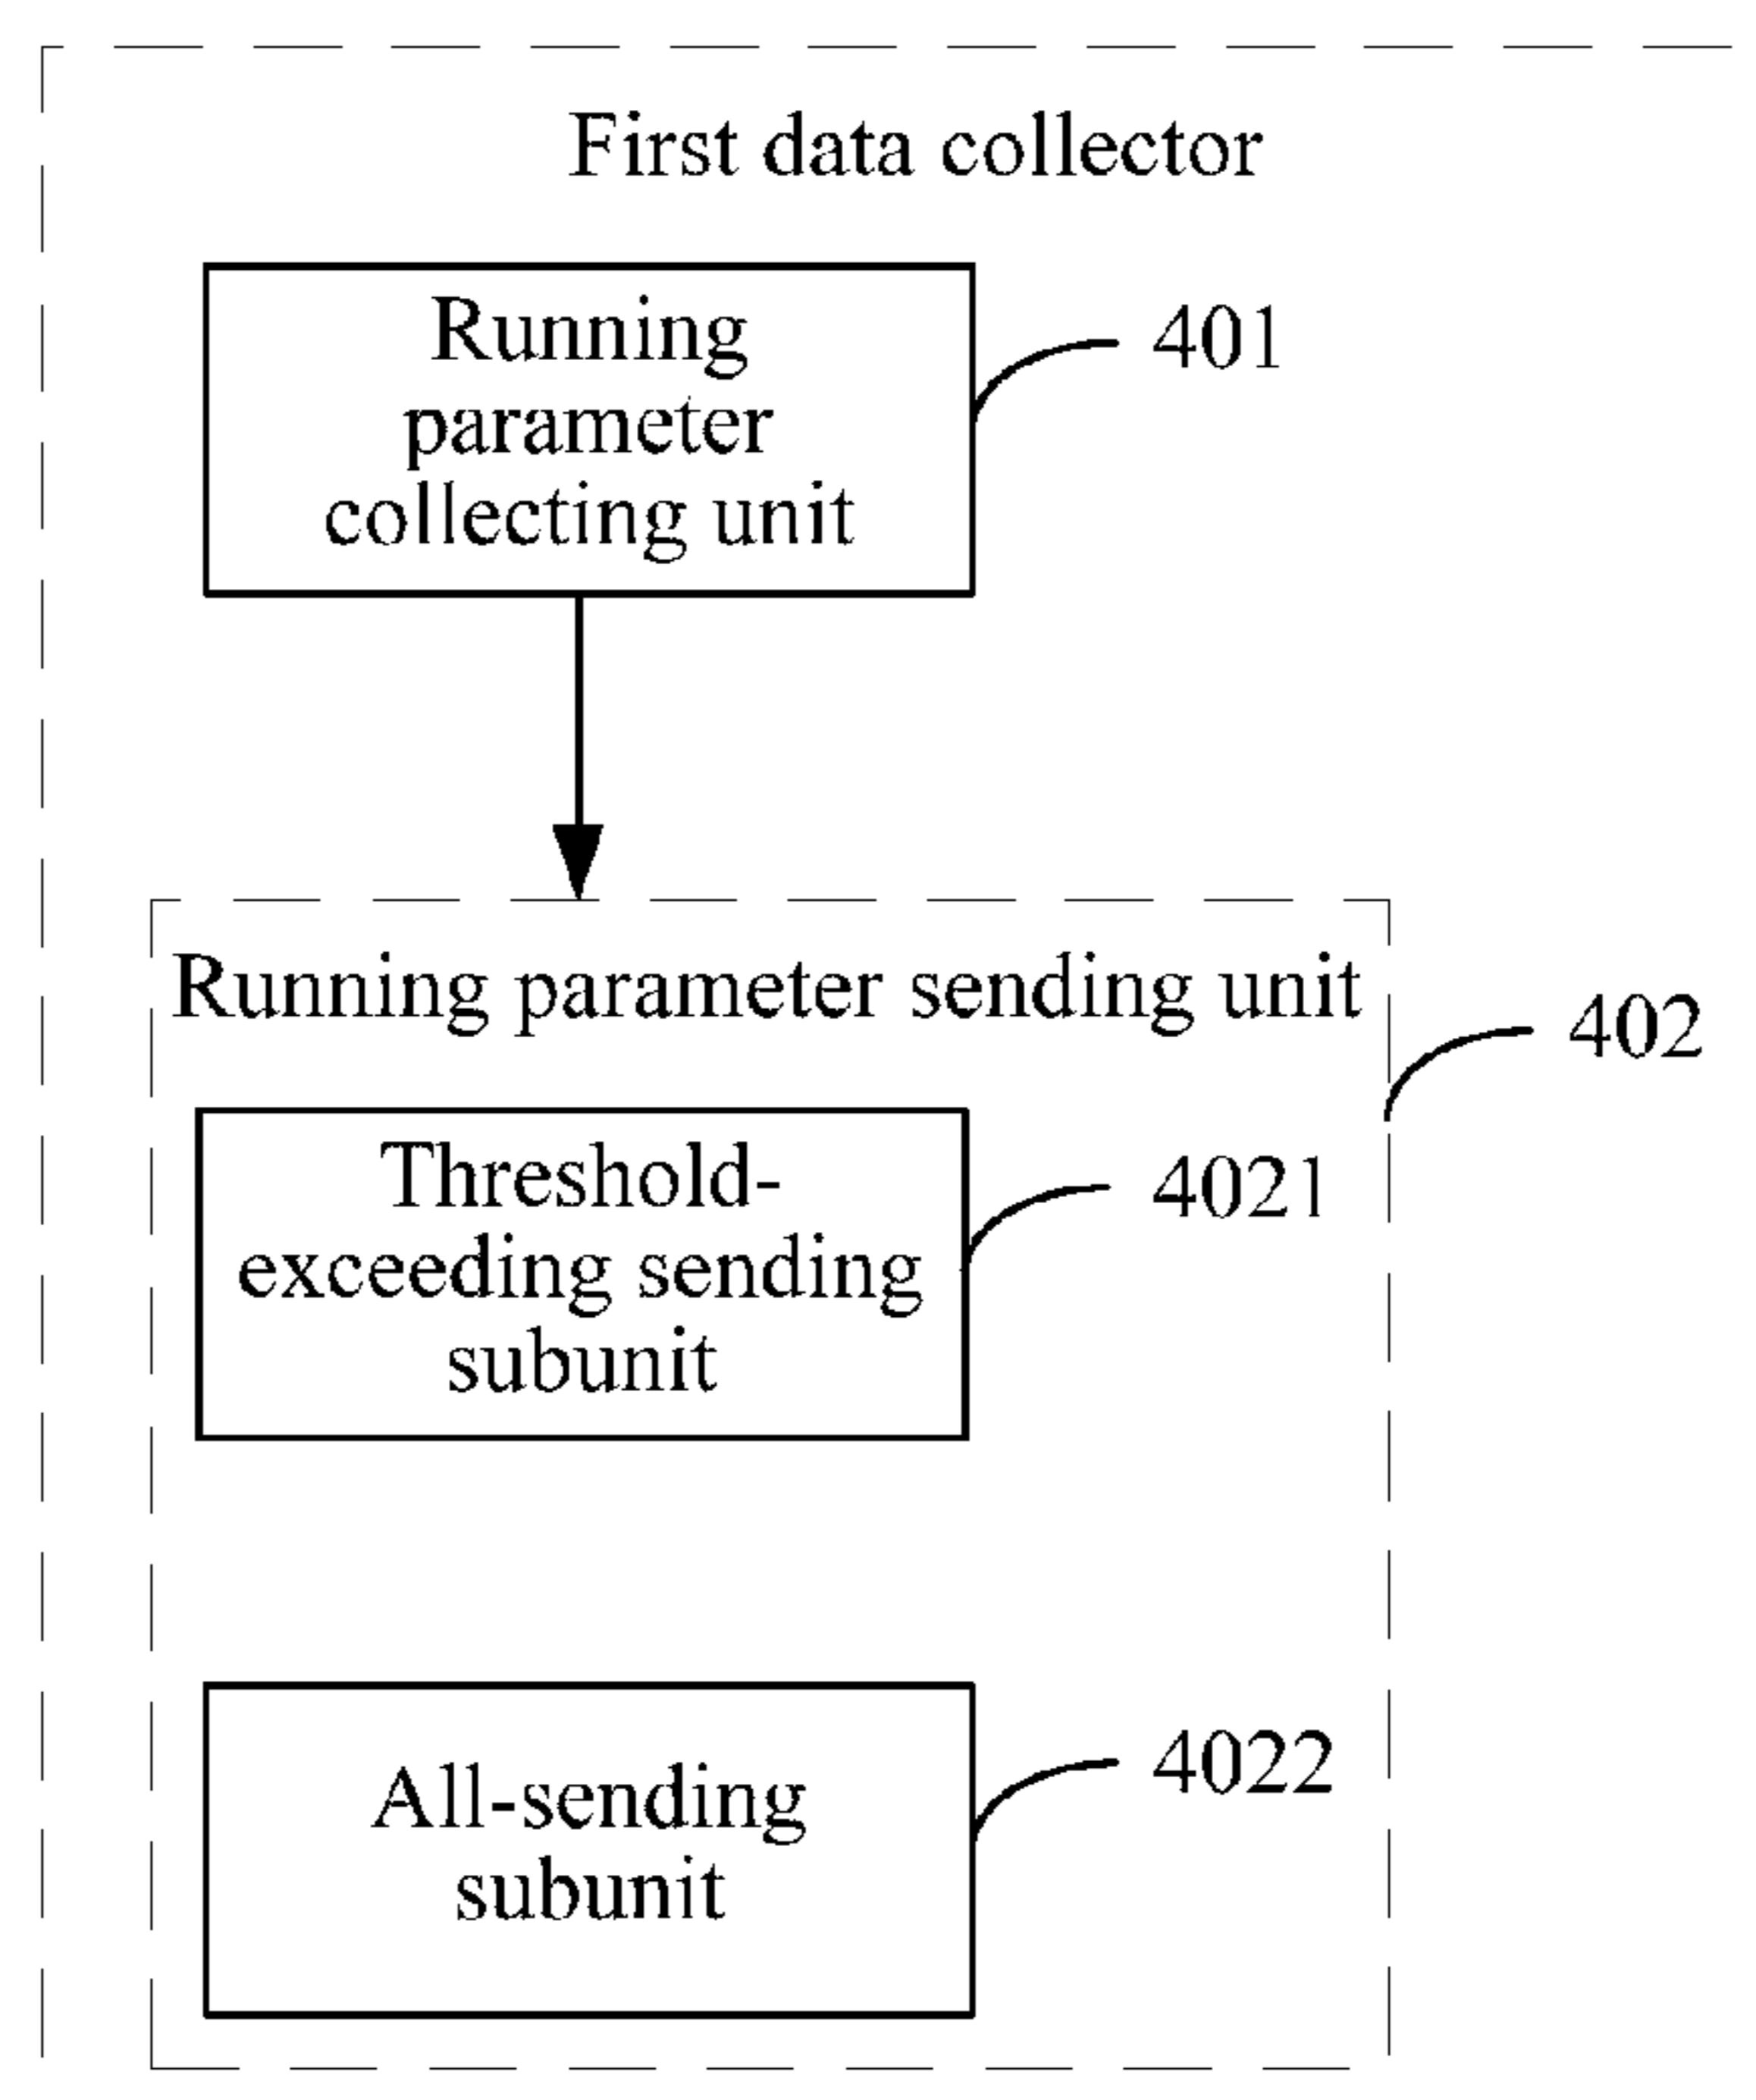 First data collector
Running
parameter
collecting unit
401
Running parameter sending unit
402
Threshold-
exceeding sending
subunit
4021
All-sending
subunit
4022